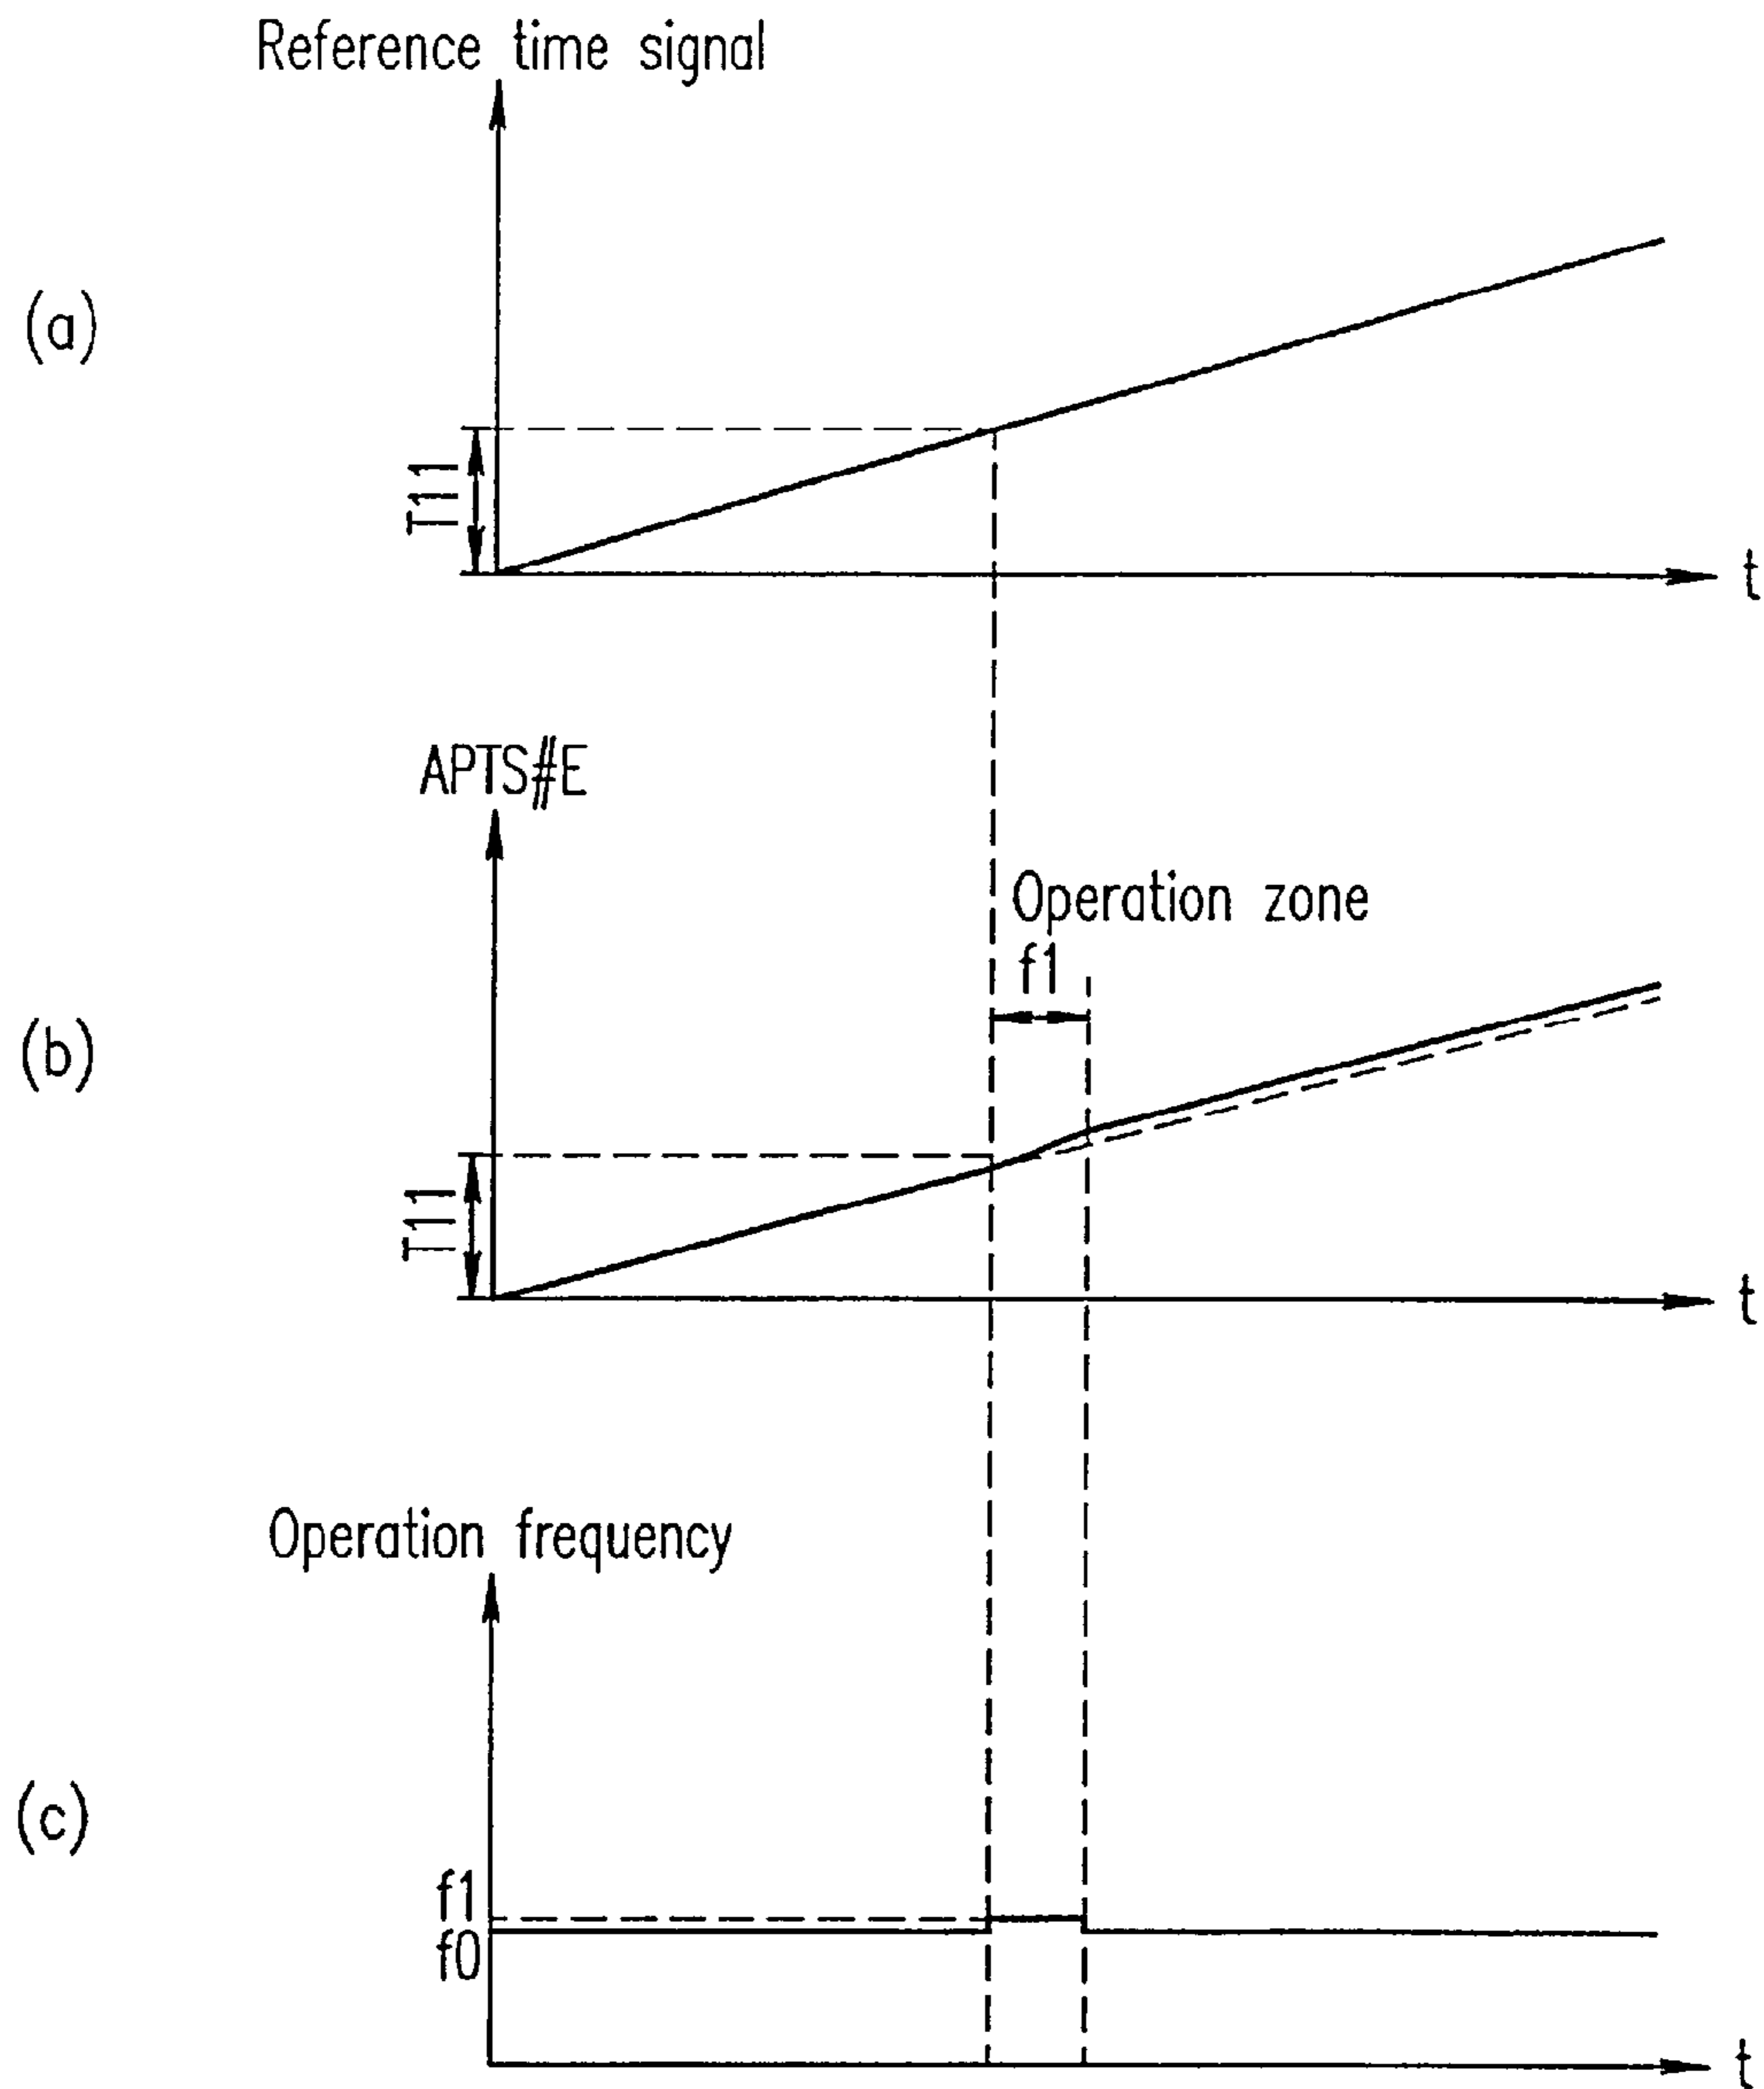 Reference time signal
(a)
T11
t
APTS#E
Operation zone
f1
(b)
T11
t
Operation frequency
(c)
f1
f0
t